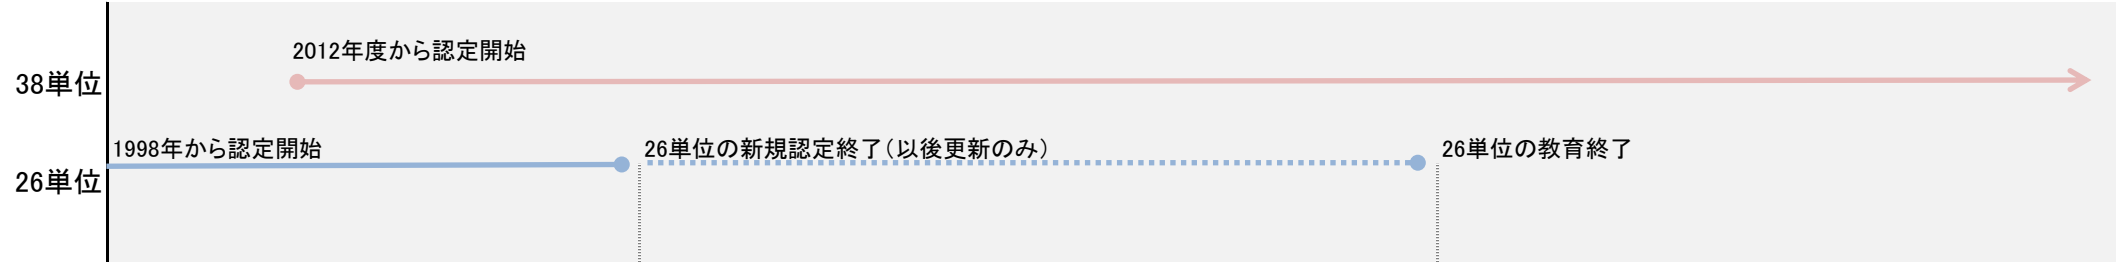 2012年度から認定開始
38単位
1998年から認定開始
26単位の新規認定終了（以後更新のみ）
26単位の教育終了
26単位